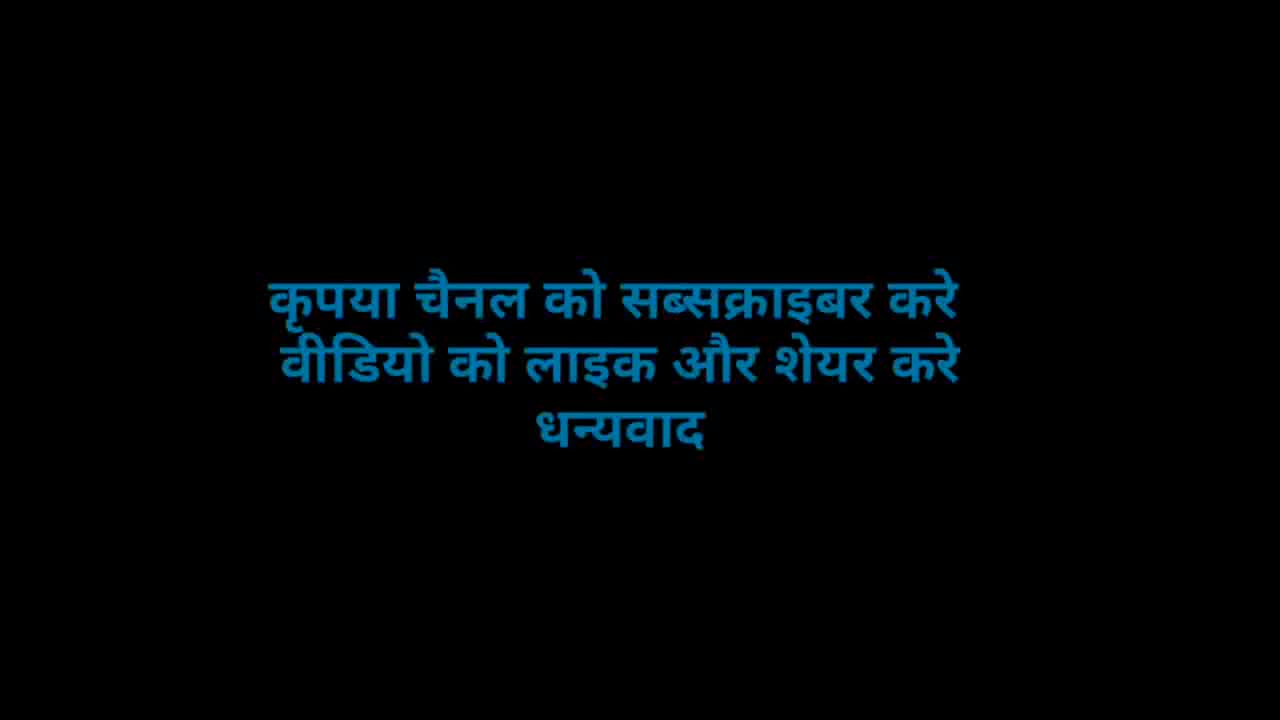 कृपया चैनल को सब्सक्राइबर करे
वीडियो को लाइक और शेयर करे
धन्यवाद